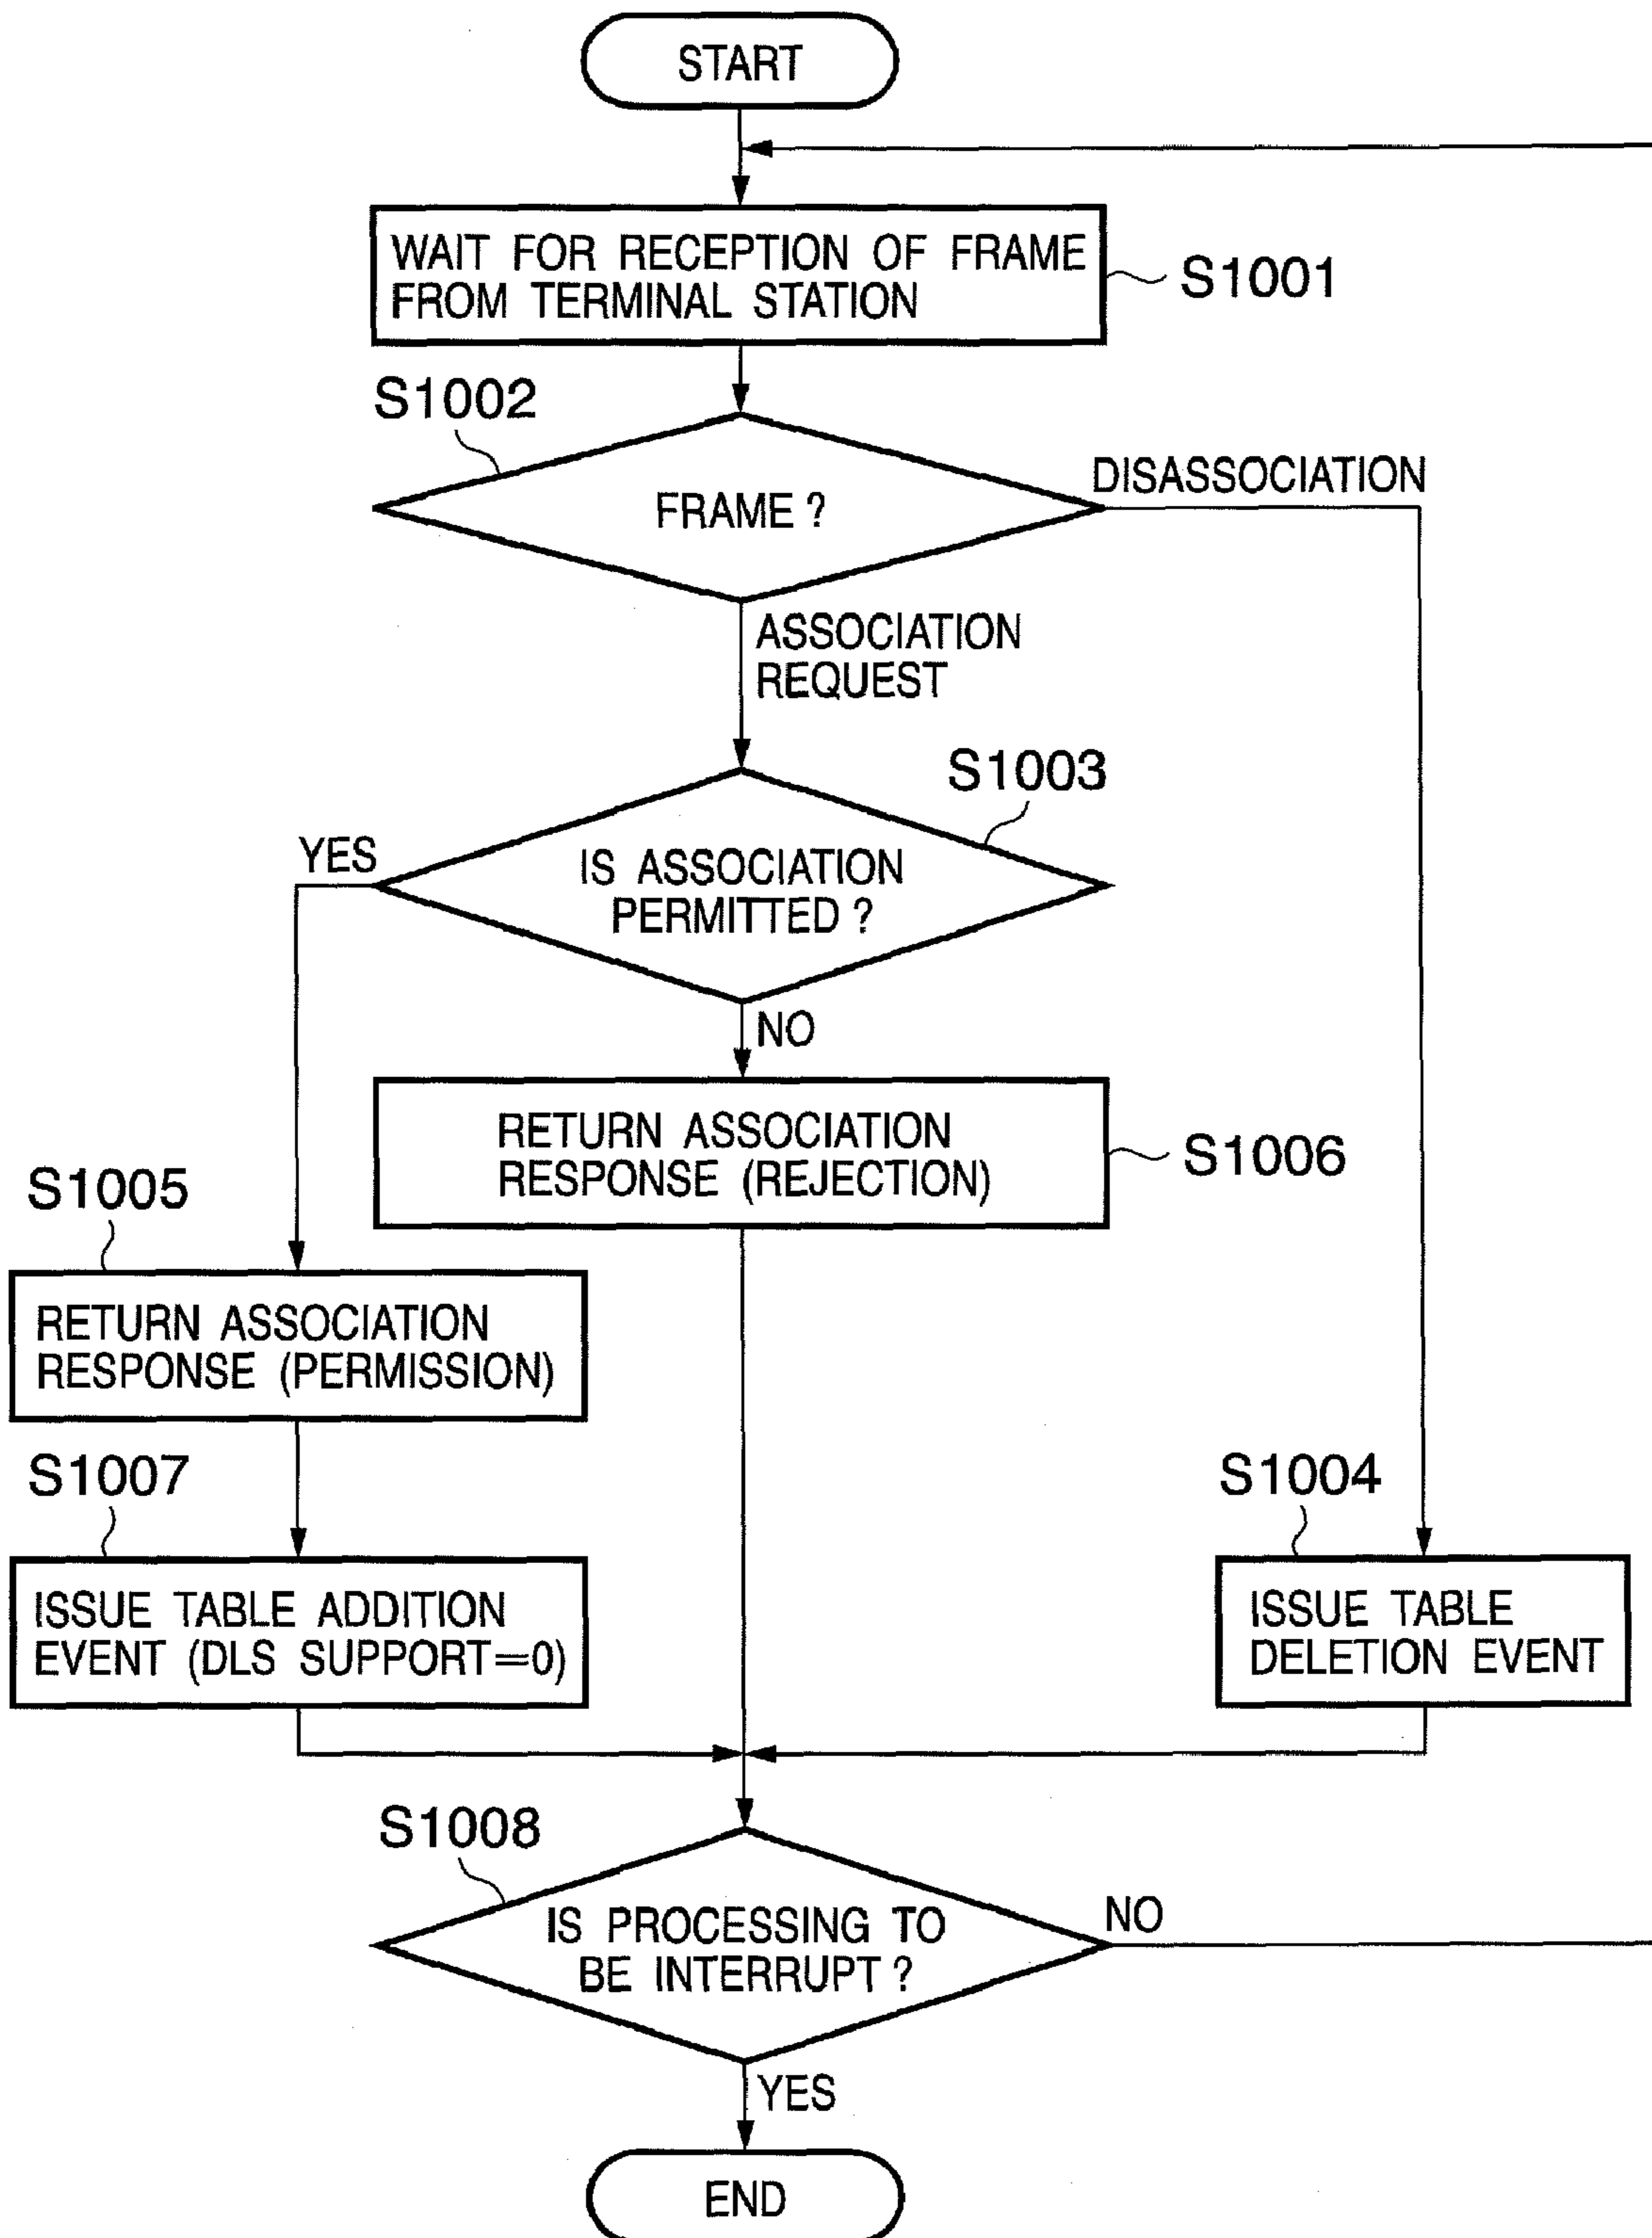 START
WAIT FOR RECEPTION OF FRAME
FROM TERMINAL STATION
S1001
S1002
FRAME ?
DISASSOCIATION
ASSOCIATION
REQUEST
S1003
YES
IS ASSOCIATION
PERMITTED ?
NO
RETURN ASSOCIATION
RESPONSE (REJECTION)
S1006
S1005
RETURN ASSOCIATION
RESPONSE (PERMISSION)
S1007
ISSUE TABLE ADDITION
EVENT (DLS SUPPORT=0)
S1004
ISSUE TABLE
DELETION EVENT
S1008
IS PROCESSING TO
BE INTERRUPT ?
NO
YES
END